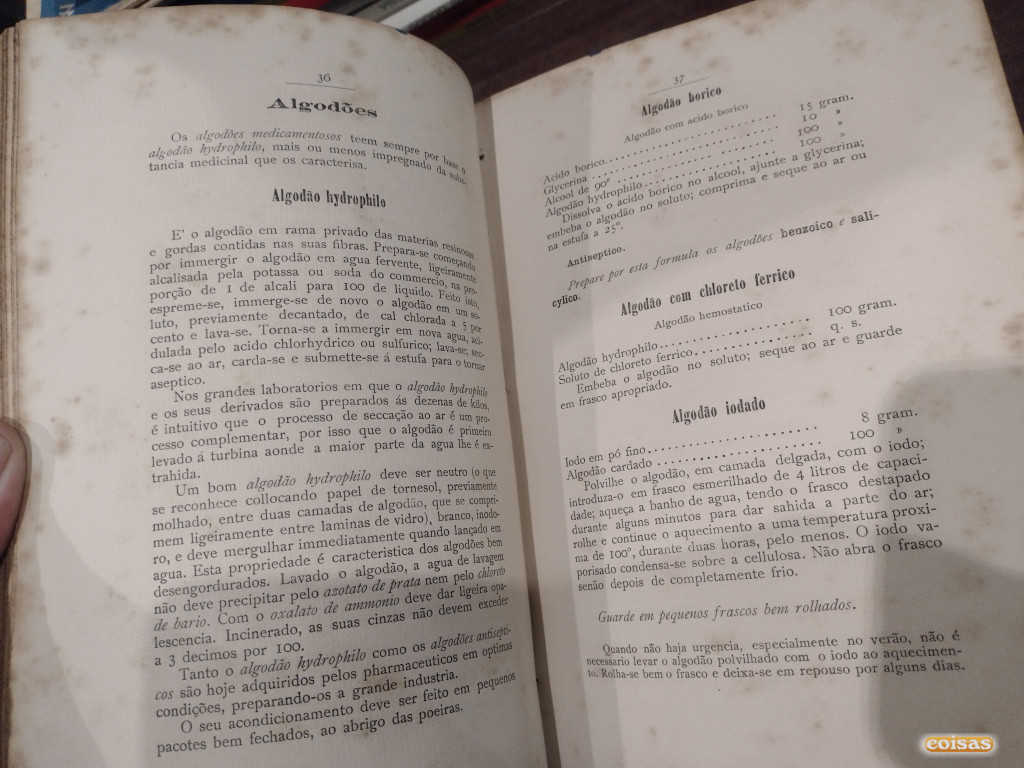 36
Algodões
Os algodões medicamentosos teem sempre por base o
algodão hydrophilo, mais ou menos impregnado da subs-
tancia medicinal que os caracterisa.
Algodão hydrophilo
E' o algodão em rama privado das materias resinosas
e gordas contidas nas suas fibras. Prepara-se começando
por immergir o algodão em agua fervente, ligeiramente
alcalisada pela potassa ou soda do commercio, na pro-
porção de 1 de alcali para 100 de liquido. Feito isto,
espreme-se, immerge-se de novo o algodão em um so-
luto, previamente decantado, de cal chlorada a 5 por
cento e lava-se. Torna-se a immergir em nova agua, aci-
dulada pelo acido chlorhydrico ou sulfurico; lava-se, sec-
ca-se ao ar, carda-se e submette-se á estufa para o tornar
aseptico.
Nos grandes laboratorios em que o algodão hydrophilo
e os seus derivados são preparados ás dezenas de kilos,
é intuitivo que o processo de seccação ao ar é um pro-
cesso complementar, por isso que o algodão é primeiro
levado á turbina aonde a maior parte da agua lhe é ex-
trahida.
Um bom algodão hydrophilo deve ser neutro (o que
se reconhece collocando papel de tornesol, previamente
molhado, entre duas camadas de algodão, que se compri-
mem ligeiramente entre laminas de vidro), branco, inodo-
ro, e deve mergulhar immediatamente quando lançado em
agua. Esta propriedade é caracteristica dos algodões bem
desengordurados. Lavado o algodão, a agua de lavagem
não deve precipitar pelo azotato de prata nem pelo chloreto
de bario. Com o oxalato de ammonio deve dar ligeira opa-
lescencia. Incinerado, as suas cinzas não devem exceder
a 3 decimos por 100.
Tanto o algodão hydrophilo como os algodões antisepti-
cos são hoje adquiridos pelos pharmaceuticos em optimas
condições, preparando-os a grande industria.
O seu acondicionamento deve ser feito em pequenos
pacotes bem fechados, ao abrigo das poeiras.
37
Algodão borico
Algodão com acido borico
Acido borico........................ 15 gram.
Glycerina ........................ 10 »
Alcool de 90º ........................ 100 »
Algodão hydrophilo........................ 100 »
Dissolva o acido borico no alcool, ajunte a glycerina;
embeba o algodão no soluto; comprima e seque ao ar ou
na estufa a 25º.
Antiseptico.
Prepare por esta formula os algodões benzoico e sali-
cylico.
Algodão com chloreto ferrico
Algodão hemostatico
Algodão hydrophilo........................ 100 gram.
Soluto de chloreto ferrico........................ q. s.
Embeba o algodão no soluto; seque ao ar e guarde
em frasco apropriado.
Algodão iodado
Iodo em pó fino........................ 8 gram.
Algodão cardado ........................ 100 »
Polvilhe o algodão, em camada delgada, com o iodo;
introduza-o em frasco esmerilhado de 4 litros de capaci-
dade; aqueça a banho de agua, tendo o frasco destapado
durante alguns minutos para dar sahida a parte do ar;
rolhe e continue o aquecimento a uma temperatura proxi-
ma de 100º, durante duas horas, pelo menos. O iodo va-
porisado condensa-se sobre a cellulosa. Não abra o frasco
senão depois de completamente frio.
Guarde em pequenos frascos bem rolhados.
Quando não haja urgencia, especialmente no verão, não é
necessario levar o algodão polvilhado com o iodo ao aquecimen-
to. Rolha-se bem o frasco e deixa-se em repouso por alguns dias.
coisas